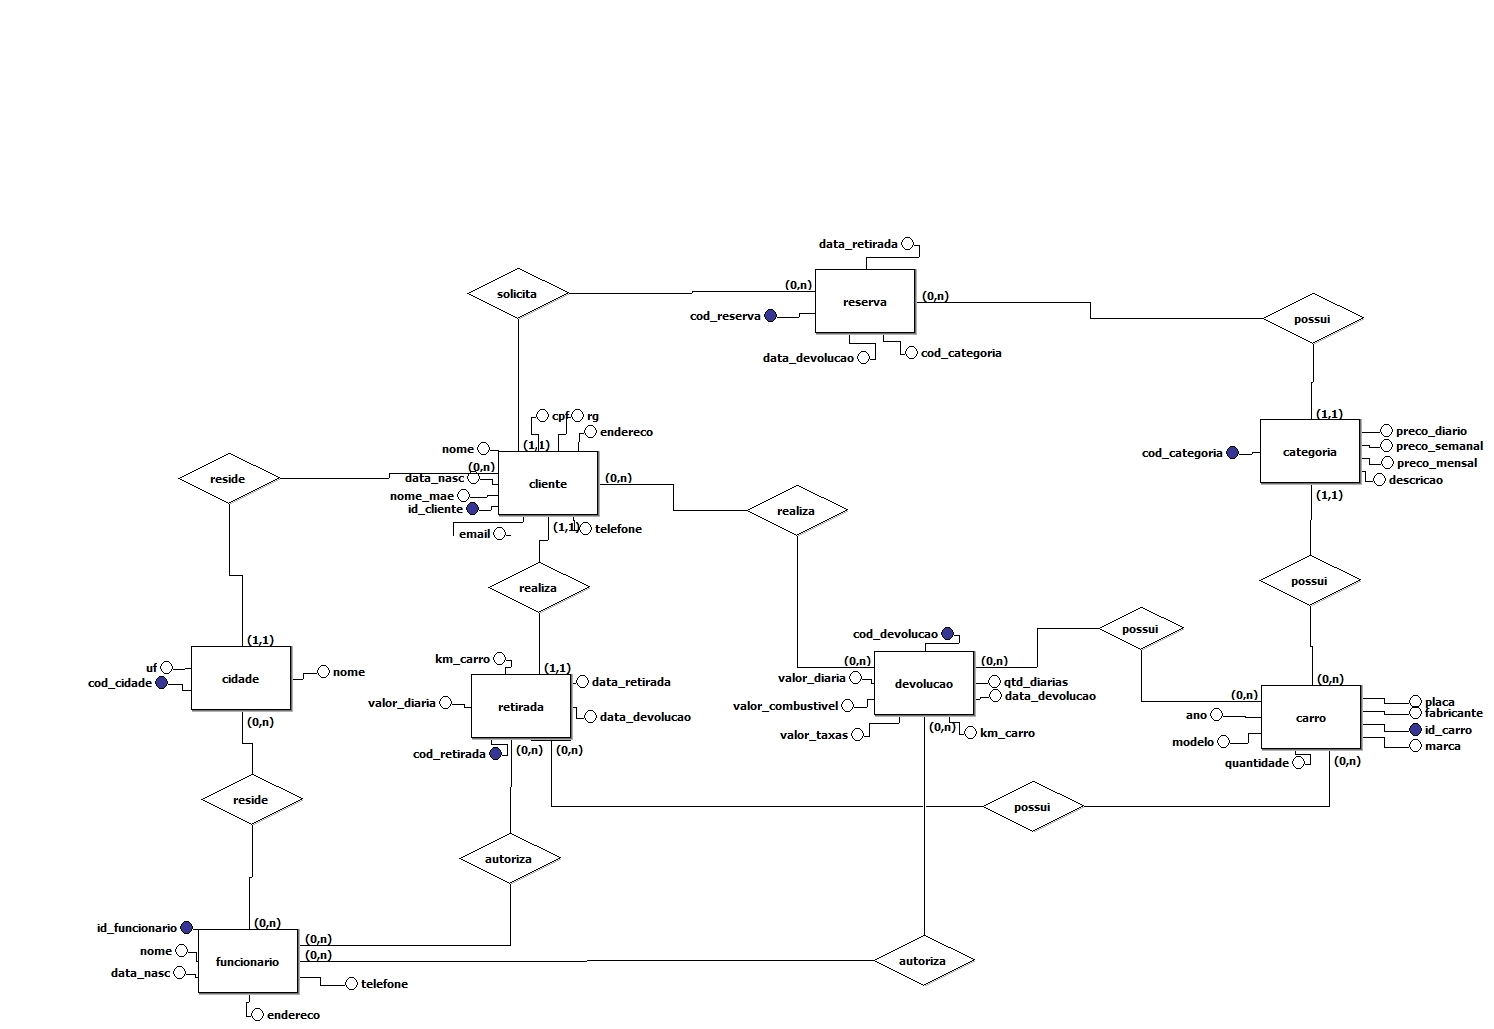 data_retirada
solicita
(0,n)
reserva
(0,n)
cod_reserva
possui
data_devolucao
cod_categoria
cpf
rg
endereco
(1,1)
(1,1)
nome
preco_diario
preco_semanal
cod_categoria
categoria
preco_mensal
descricao
reside
(0,n)
data_nasc
cliente
(0,n)
nome_mae
id_cliente
(1,1)
realiza
email
(1,1)
telefone
realiza
possui
cod_devolucao
possui
(1,1)
km_carro
(1,1)
(0,n)
(0,n)
uf
cod_cidade
cidade
nome
data_retirada
valor_diaria
devolucao
qtd_diarias
data_devolucao
(0,n)
(0,n)
valor_diaria
retirada
data_devolucao
valor_combustivel
placa
fabricante
ano
carro
id_carro
(0,n)
cod_retirada
(0,n)
(0,n)
valor_taxas
(0,n)
km_carro
modelo
marca
quantidade
(0,n)
reside
possui
autoriza
id_funcionario
(0,n)
(0,n)
nome
(0,n)
funcionario
autoriza
data_nasc
telefone
endereco